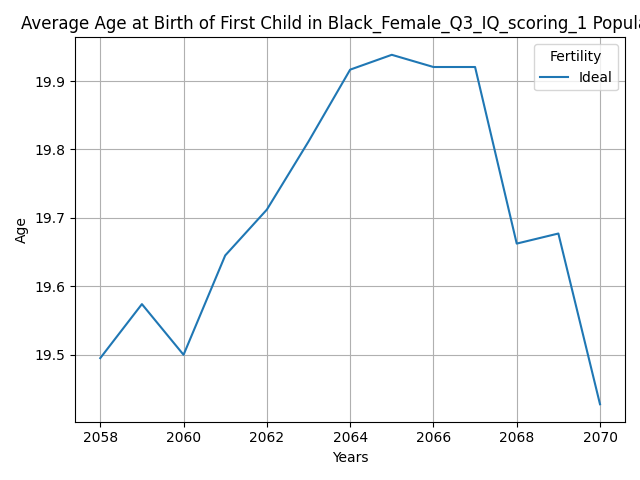 Average Age at Birth of First Child in Black_Female_Q3_IQ_scoring_1 Popula
Fertility
Ideal
19.9
19.8
19.7
19.6
19.5
Age
2058 2060 2062 2064 2066 2068 2070
Years